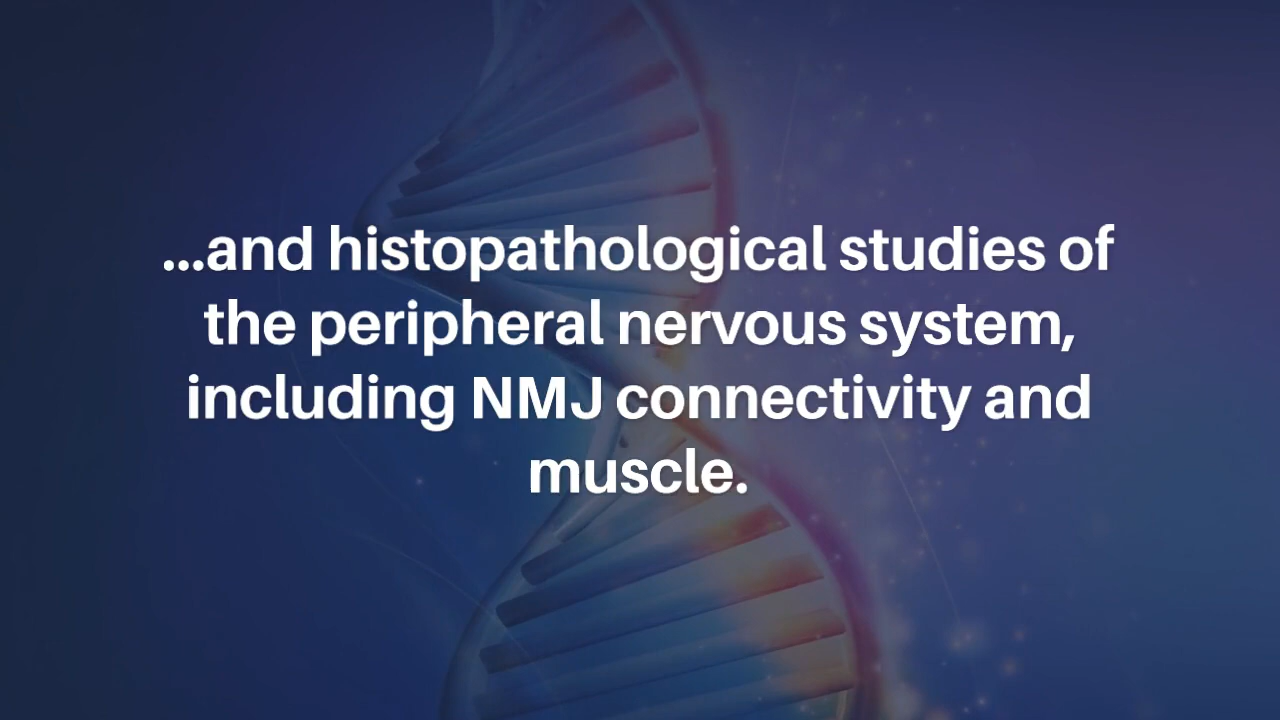 ...and histopathological studies of
the peripheral nervous system,
including NMJ connectivity and
muscle.